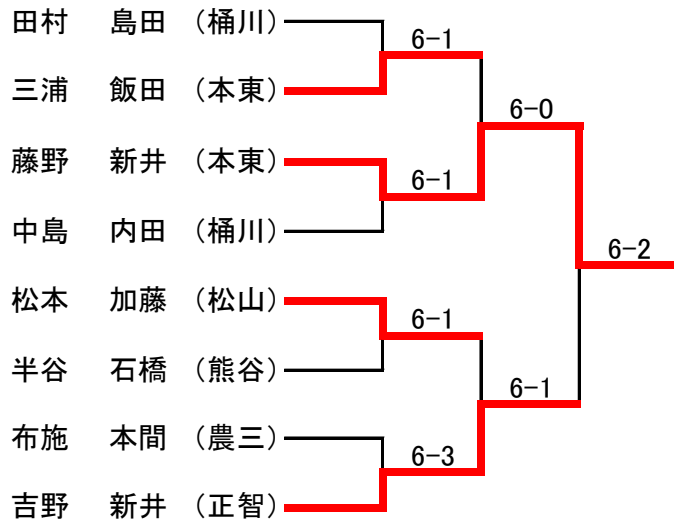 田村 島田 (桶川)
6-1
三浦 飯田 (本東)
6-0
藤野 新井 (本東)
6-1
中島 内田 (桶川)
6-2
松本 加藤 (松山)
6-1
半谷 石橋 (熊谷)
6-1
布施 本間 (農三)
6-3
吉野 新井 (正智)